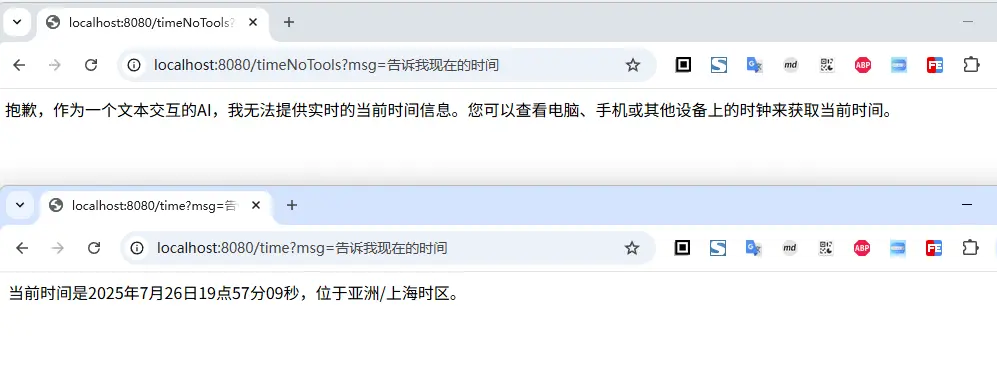 localhost:8080/timeNoTools?
localhost:8080/timeNoTools?msg=告诉我现在的时间
md
ABP
抱歉，作为一个文本交互的AI，我无法提供实时的当前时间信息。您可以查看电脑、手机或其他设备上的时钟来获取当前时间。
localhost:8080/time?msg=告
localhost:8080/time?msg=告诉我现在的时间
md
ABP
当前时间是2025年7月26日19点57分09秒，位于亚洲/上海时区。